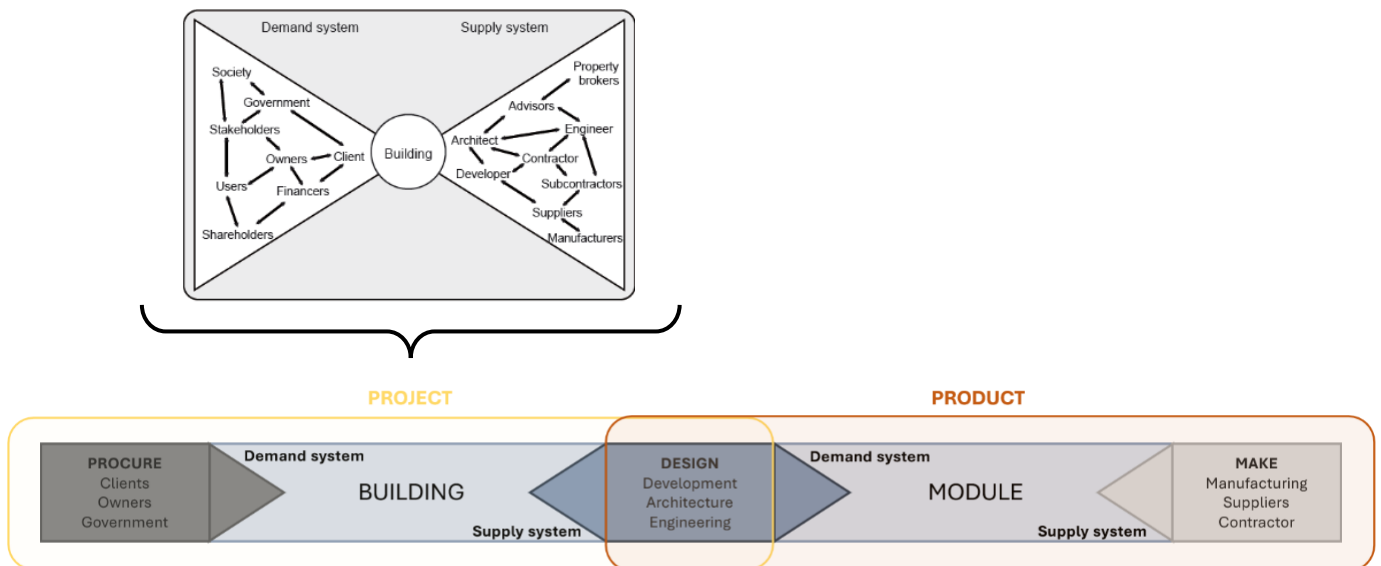 Demand system
Supply system
Society
Government
Stakeholders
Owners
Client
Users
Financers
Shareholders
Building
Property
brokers
Advisors
Engineer
Architect
Contractor
Developer
Subcontractors
Suppliers
Manufacturers
PROJECT
PRODUCT
PROCURE
Clients
Owners
Government
Demand system
BUILDING
Supply system
DESIGN
Development
Architecture
Engineering
Demand system
MODULE
Supply system
MAKE
Manufacturing
Suppliers
Contractor